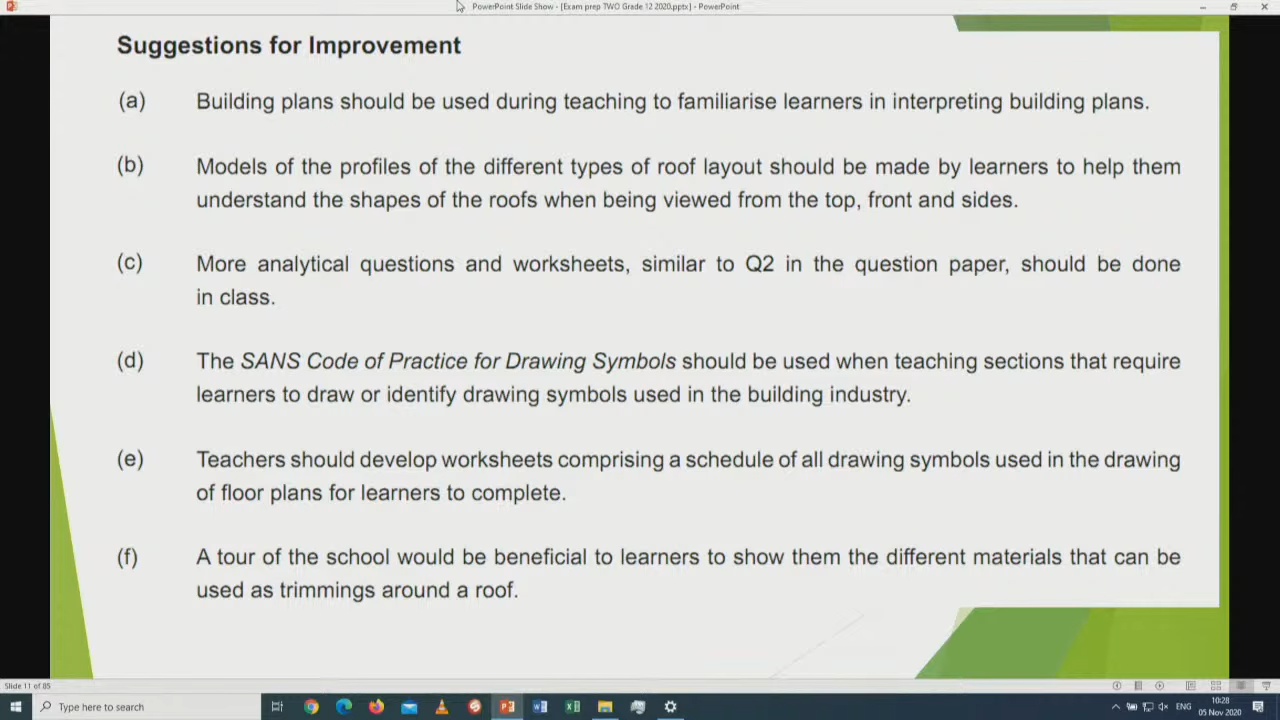 PowerPoint Slide Show - [Exam prep TWO Grade 12 2020.pptx] - PowerPoint
Suggestions for Improvement
(a) Building plans should be used during teaching to familiarise learners in interpreting building plans.
(b) Models of the profiles of the different types of roof layout should be made by learners to help them
understand the shapes of the roofs when being viewed from the top, front and sides.
(c) More analytical questions and worksheets, similar to Q2 in the question paper, should be done
in class.
(d) The SANS Code of Practice for Drawing Symbols should be used when teaching sections that require
learners to draw or identify drawing symbols used in the building industry.
(e) Teachers should develop worksheets comprising a schedule of all drawing symbols used in the drawing
of floor plans for learners to complete.
(f) A tour of the school would be beneficial to learners to show them the different materials that can be
used as trimmings around a roof.
Slide 11 of 85
Type here to search
ENG
10:28
05 Nov 2020